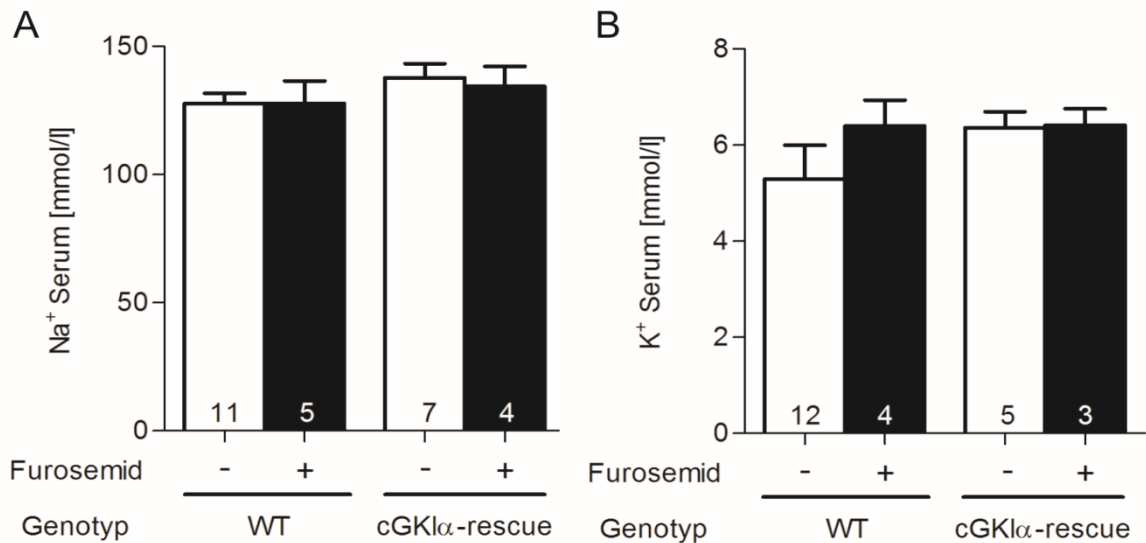 A
Na⁺ Serum [mmol/l]
150
100
50
0
11 5 7 4
Furosemid - + - +
Genotyp WT cGKIα-rescue
B
K⁺ Serum [mmol/l]
8
6
4
2
0
12 4 5 3
Furosemid - + - +
Genotyp WT cGKIα-rescue